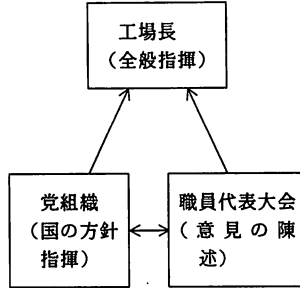 工場長
(全般指揮)
党組織
(国の方針
指揮)
職員代表大会
(意見の陳
述)